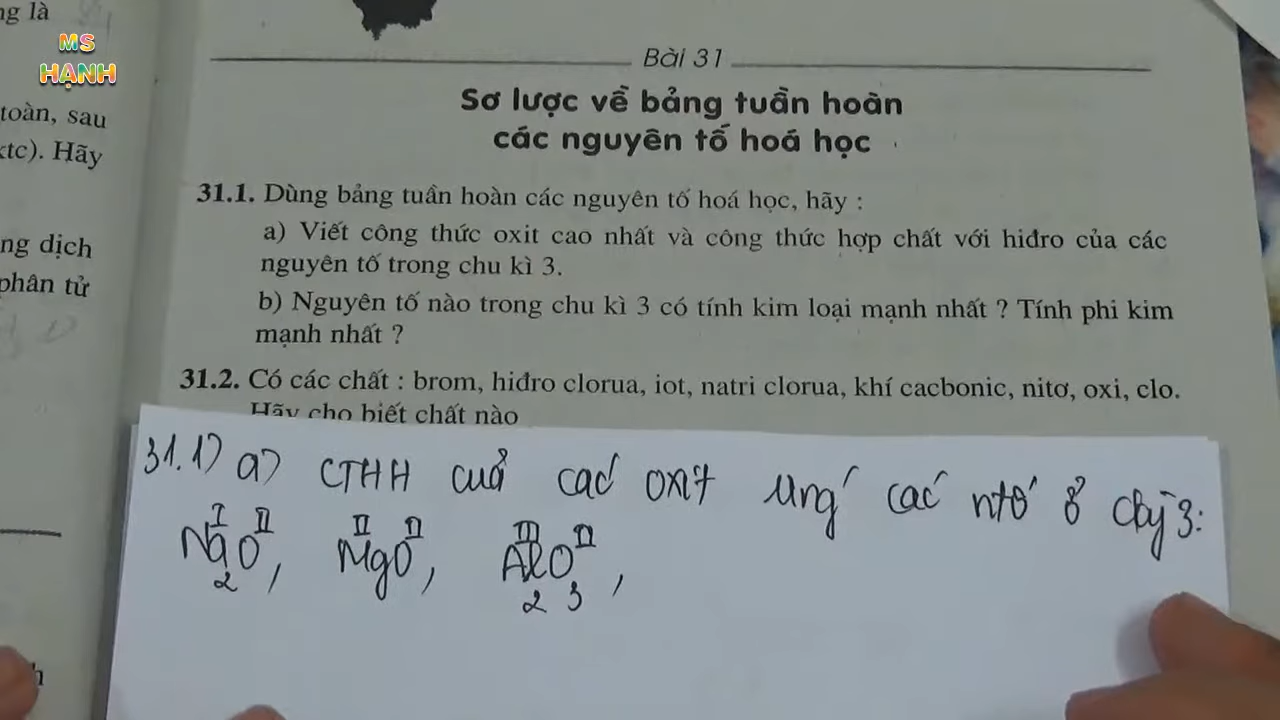 ng là
MS
HẠNH
toàn, sau
ktc). Hãy
ng dịch
phân tử
Bài 31
Sơ lược về bảng tuần hoàn
các nguyên tố hoá học
31.1. Dùng bảng tuần hoàn các nguyên tố hoá học, hãy :
a) Viết công thức oxit cao nhất và công thức hợp chất với hiđro của các
nguyên tố trong chu kì 3.
b) Nguyên tố nào trong chu kì 3 có tính kim loại mạnh nhất ? Tính phi kim
mạnh nhất ?
31.2. Có các chất : brom, hiđro clorua, iot, natri clorua, khí cacbonic, nitơ, oxi, clo.
Hãy cho biết chất nào
31.1) a) CTHH của các oxit ứng các ntố ở ckỳ 3:
I II II II III II
Na2O, MgO, Al2O3,
h